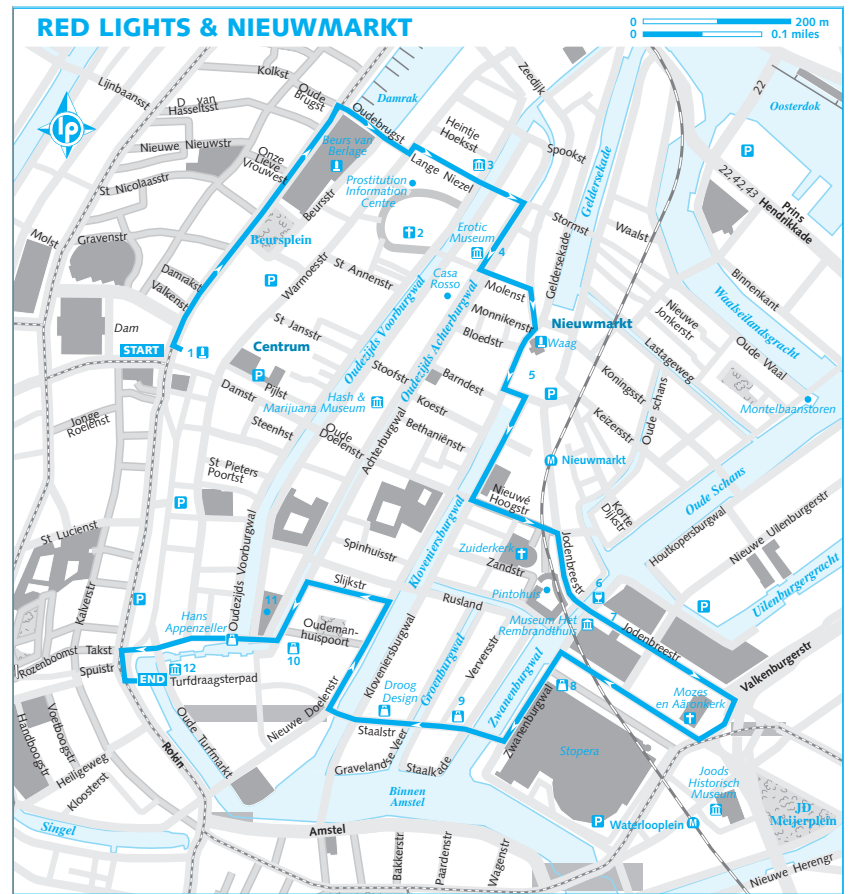 RED LIGHTS & NIEUWMARKT
0 200 m
0 0.1 miles
lp
Lijnbaansst
Kolkst
Oude
Brugst
D van
Hasseltsst
Nieuwe Nieuwstr
Onze
Lieve
Vrouwest
St Nicolaasstr
Gravenstr
Molst
Damrak
Oudebrugst
Beurs van
Berlage
Beursstr
Beursplein
Heintje
Hoeksst
Lange Niezel
3
Prostitution
Information
Centre
2
Zeedijk
Spookst
Geldersekade
Stormst
Waalst
Geldersekade
22
Oosterdok
22,42,43
Prins
Hendrikkade
Binnenkant
Waalseilandsgracht
Erotic
Museum
4
Casa
Rosso
Molenst
Monnikenstr
Bloedstr
Nieuwmarkt
Waag
5
Nieuwe
Jonkerstr
Lastageweg
Oude Waal
Montelbaanstoren
Koningsstr
Keizersstr
Oude schans
Oude Schans
Damrakst
Valkenst
Dam
START
1
Warmoesstr
St Annenstr
St Jansstr
Centrum
Oudezijds Voorburgwal
Oudezijds Achterburgwal
Stoofstr
Pijlst
Damstr
Hash &
Marijuana Museum
Barndest
Koestr
Bethaniënstr
Steenhst
Oude
Doelenstr
Achterburgwal
Jonge
Roelenst
St Pieters
Poortst
M Nieuwmarkt
Nieuwe
Hoogstr
Korte
Dijkstr
Houtkopersburgwal
Nieuwe Uilenburgerstr
Uilenburgergracht
St Lucienst
Kalverstr
Oudezijds Voorburgwal
Spinhuisstr
Kloveniersburgwal
Zuiderkerk
Zandstr
Jodenbreestr
Pintohuis
6
7
Museum Het
Rembrandthuis
Jodenbreestr
Valkenburgerstr
Slijkstr
Rusland
11
Hans
Appenzeller
Oudeman-
huispoort
10
Takst
Rozenboomst
Spuistr
12
END
Turfdraagsterpad
Kloveniersburgwal
Groenburgwal
Verversstr
Zwanenburgwal
Droog
Design
9
8
Zwanenburgwal
Mozes
en Aäronkerk
Nieuwe Doelenstr
Staalstr
Stopera
Voetboogstr
Handboogstr
Heiligeweg
Kloosterst
Rokin
Oude Turfmarkt
Gravelandse Veer
Staalkade
Binnen
Amstel
Joods
Historisch
Museum
JD
Meijerplein
Waterlooplein M
Singel
Amstel
Bakkerstr
Paardenstr
Wagenstr
Nieuwe Herengr
P
P
P
P
P
P
P
P